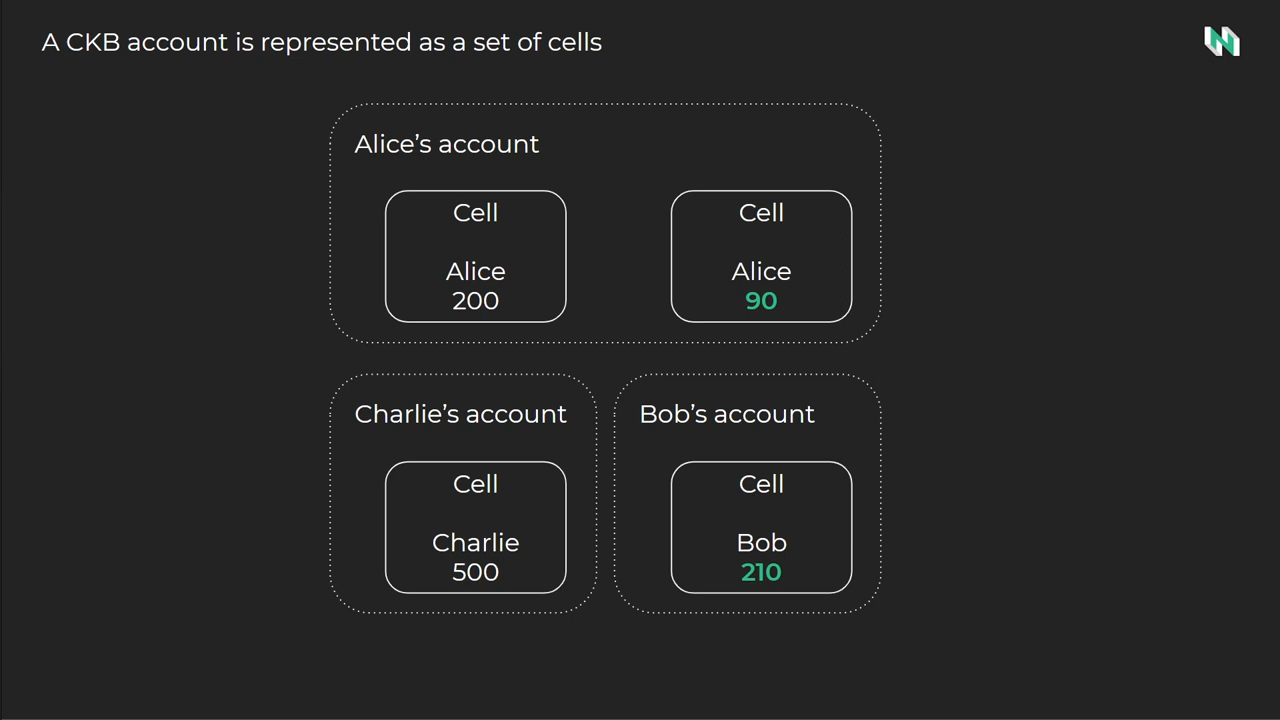 A CKB account is represented as a set of cells
Alice’s account
Cell
Alice
200
Cell
Alice
90
Charlie’s account
Cell
Charlie
500
Bob’s account
Cell
Bob
210